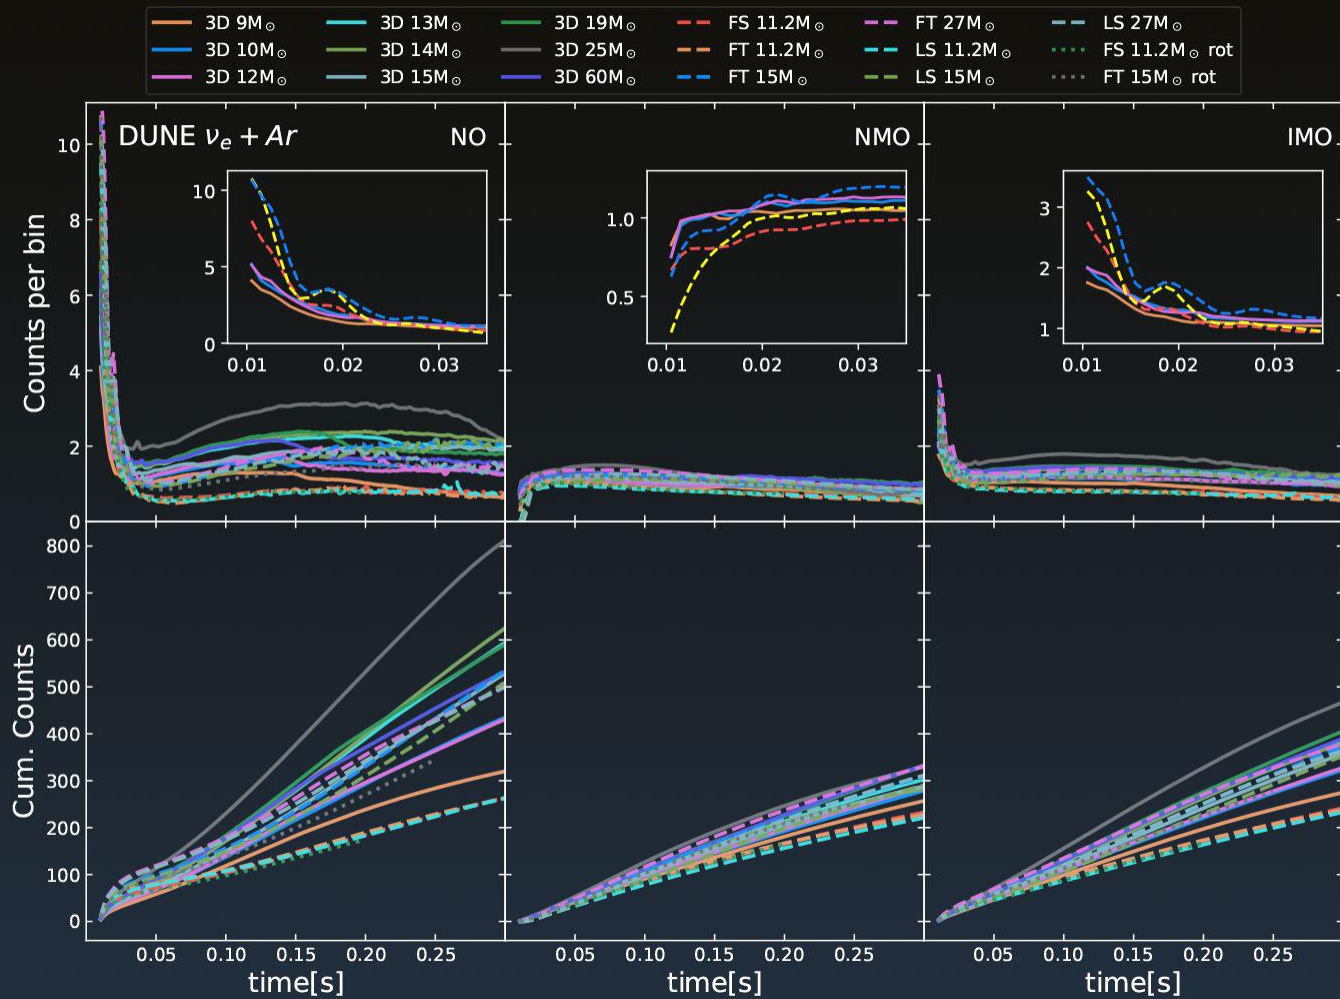 3D 9M⊙ 3D 13M⊙ 3D 19M⊙ FS 11.2M⊙ FT 27M⊙ LS 27M⊙
3D 10M⊙ 3D 14M⊙ 3D 25M⊙ FT 11.2M⊙ LS 11.2M⊙ FS 11.2M⊙ rot
3D 12M⊙ 3D 15M⊙ 3D 60M⊙ FT 15M⊙ LS 15M⊙ FT 15M⊙ rot
DUNE νe + Ar NO NMO IMO
Counts per bin
10
8
6
4
2
0
10
5
0
0.01 0.02 0.03
1.0
0.5
0.01 0.02 0.03
3
2
1
0.01 0.02 0.03
Cum. Counts
800
700
600
500
400
300
200
100
0
0.05 0.10 0.15 0.20 0.25 0.05 0.10 0.15 0.20 0.25 0.05 0.10 0.15 0.20 0.25
time[s] time[s] time[s]